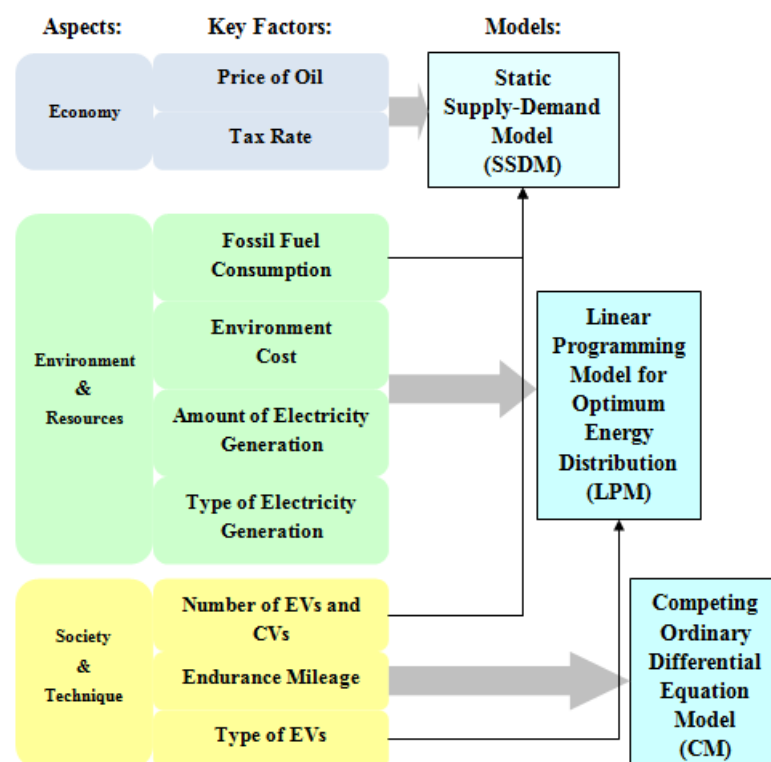 Aspects: Key Factors: Models:
Economy
Price of Oil
Tax Rate
Static
Supply-Demand
Model
(SSDM)
Environment
&
Resources
Fossil Fuel
Consumption
Environment
Cost
Amount of Electricity
Generation
Type of Electricity
Generation
Linear
Programming
Model for
Optimum
Energy
Distribution
(LPM)
Society
&
Technique
Number of EVs and
CVs
Endurance Mileage
Type of EVs
Competing
Ordinary
Differential
Equation
Model
(CM)